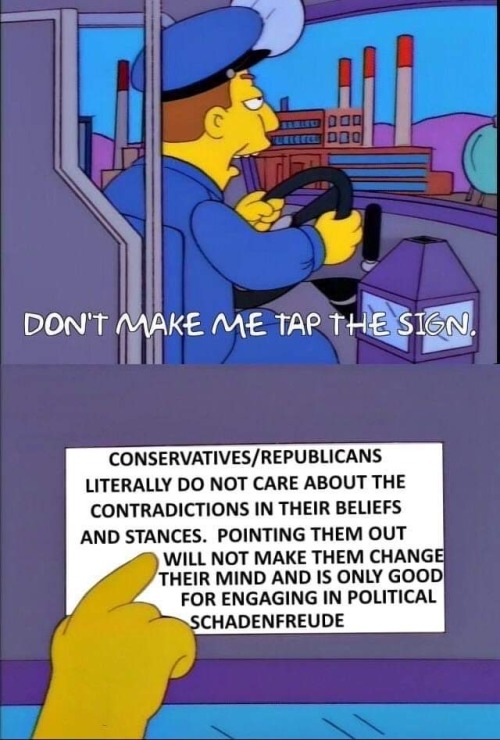 DON'T MAKE ME TAP THE SIGN.
CONSERVATIVES/REPUBLICANS
LITERALLY DO NOT CARE ABOUT THE
CONTRADICTIONS IN THEIR BELIEFS
AND STANCES. POINTING THEM OUT
WILL NOT MAKE THEM CHANGE
THEIR MIND AND IS ONLY GOOD
FOR ENGAGING IN POLITICAL
SCHADENFREUDE